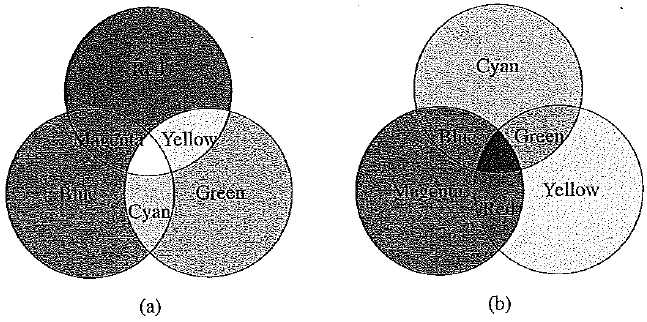 Red
Magenta Yellow
Blue
Green
Cyan
(a)
Cyan
Blue Green
Magenta
Yellow
Red
(b)